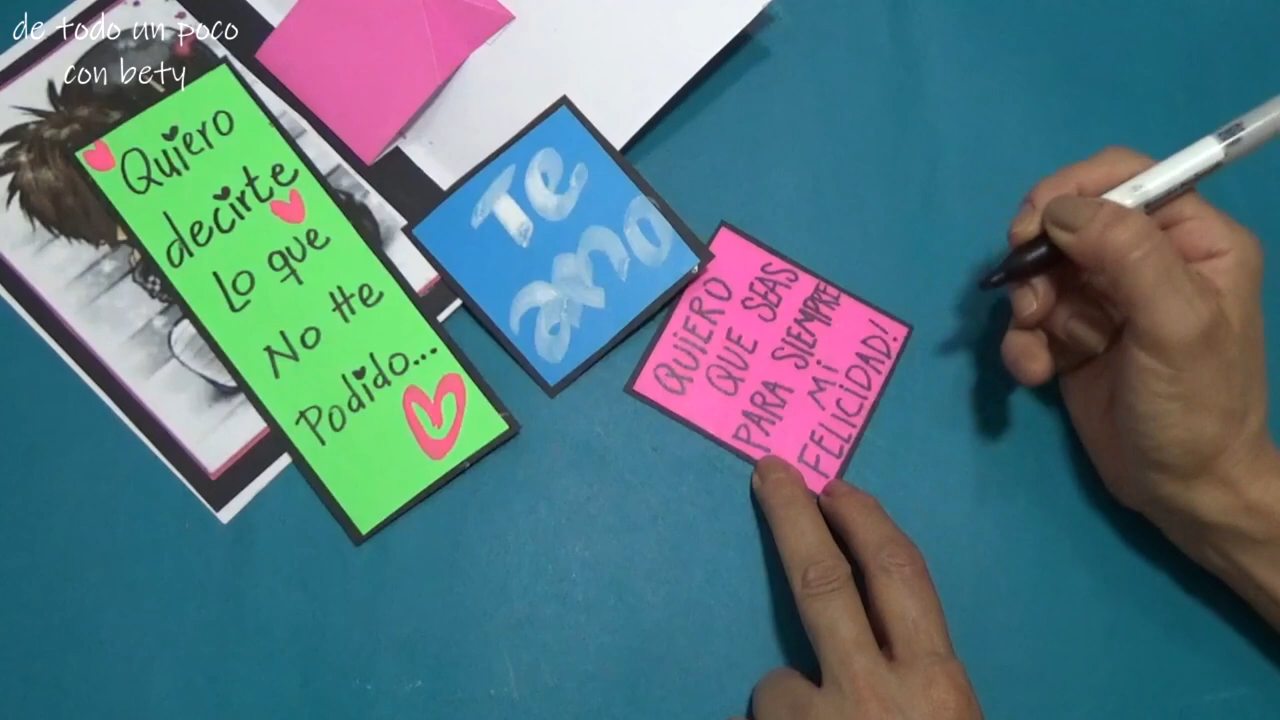 de todo un poco
con bety
Quiero
decirte
Lo que
No He
Podido...
Te
amo
QUIERO
QUE SEAS
PARA SIEMPRE
Mi
FELICIDAD!